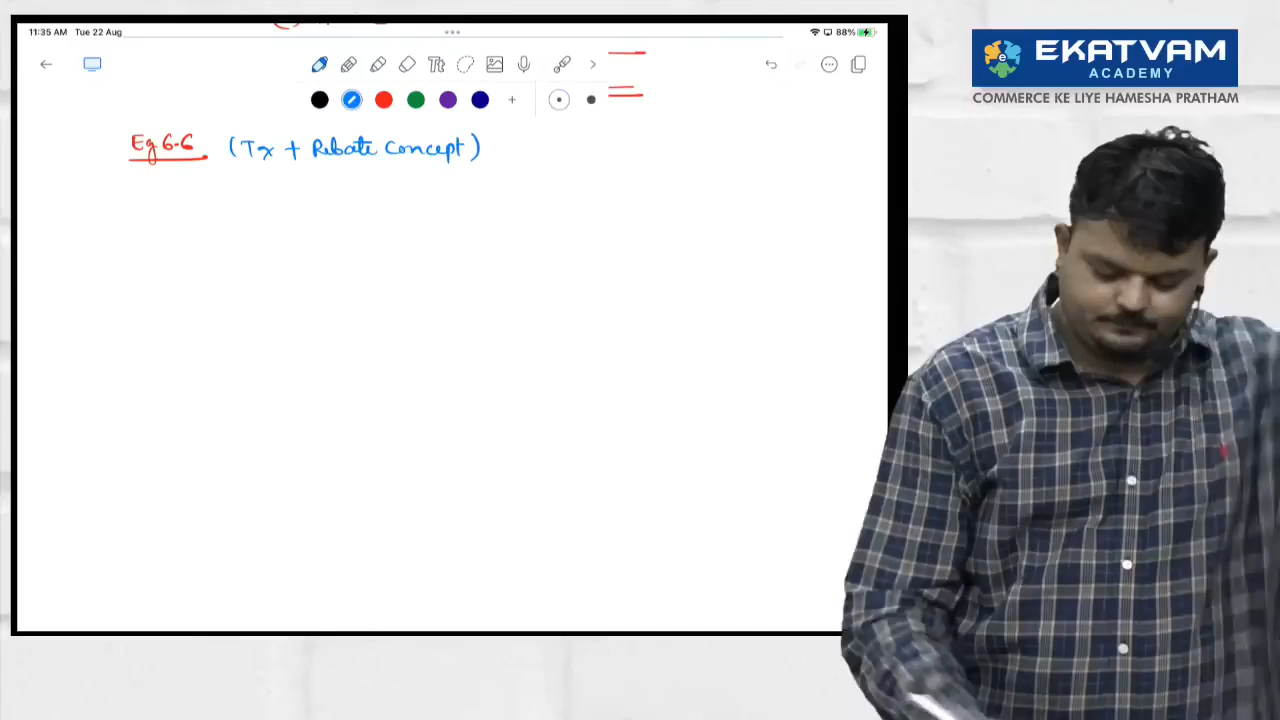 11:35 AM Tue 22 Aug
88%
EKATVAM
ACADEMY
COMMERCE KE LIYE HAMESHA PRATHAM
Eg 6.6 (Tx + Rebate Concept)